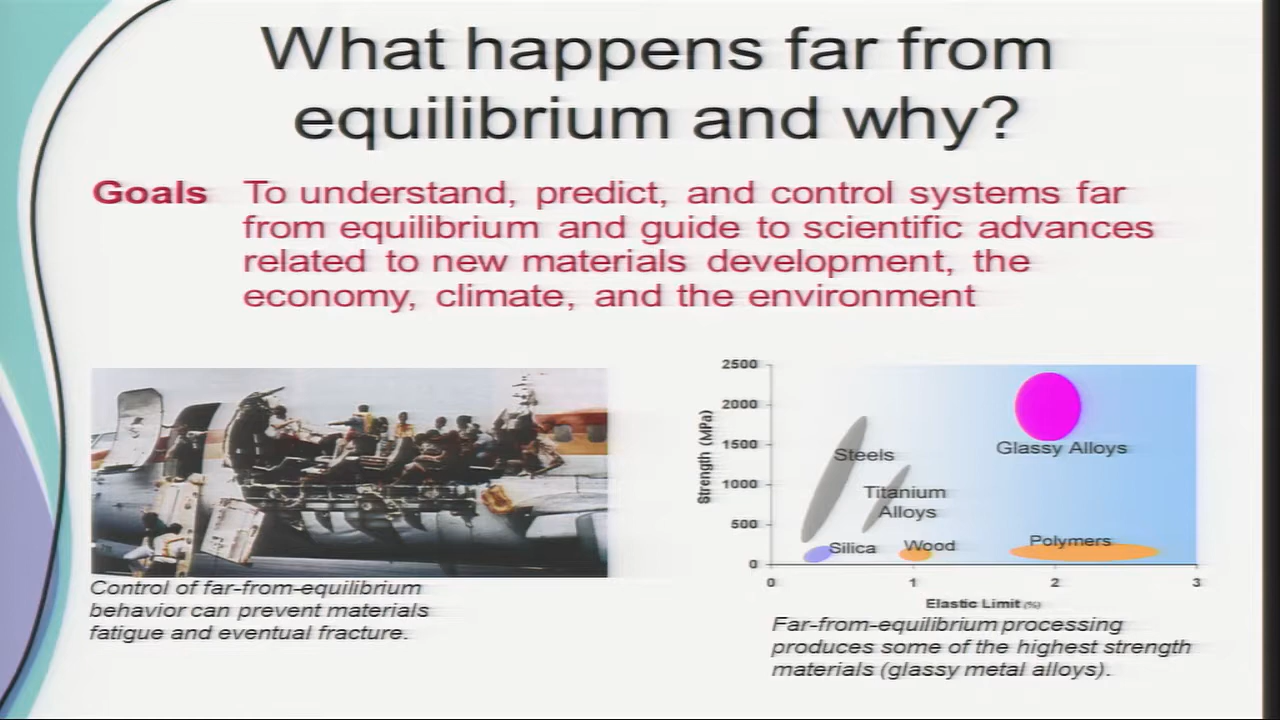 What happens far from
equilibrium and why?
Goals To understand, predict, and control systems far
from equilibrium and guide to scientific advances
related to new materials development, the
economy, climate, and the environment
Control of far-from-equilibrium
behavior can prevent materials
fatigue and eventual fracture.
2500
2000
1500
1000
500
0
Strength (MPa)
Steels
Titanium
Alloys
Glassy Alloys
Silica
Wood
Polymers
0 1 2 3
Elastic Limit (%)
Far-from-equilibrium processing
produces some of the highest strength
materials (glassy metal alloys).